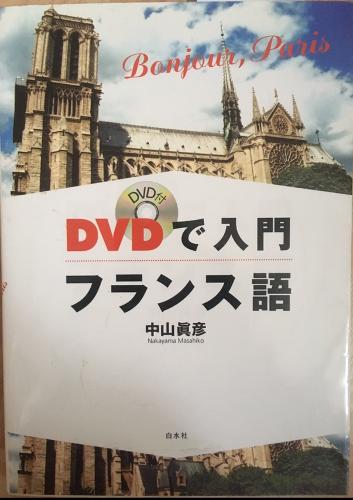 Bonjour, Paris
DVD付
DVDで入門
フランス語
中山眞彦
Nakayama Masahiko
白水社